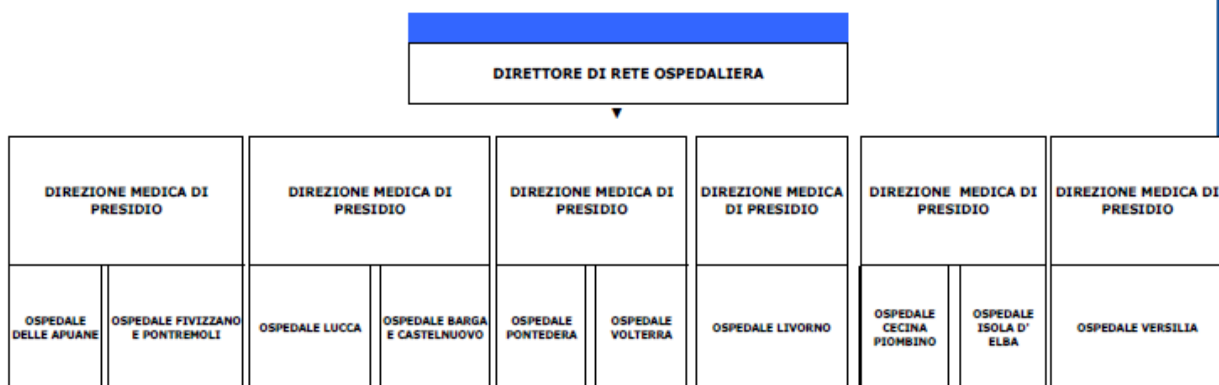 DIRETTORE DI RETE OSPEDALIERA
▼
DIREZIONE MEDICA DI
PRESIDIO
DIREZIONE MEDICA DI
PRESIDIO
DIREZIONE MEDICA DI
PRESIDIO
DIREZIONE MEDICA
DI PRESIDIO
DIREZIONE MEDICA DI
PRESIDIO
DIREZIONE MEDICA DI
PRESIDIO
OSPEDALE
DELLE APUANE
OSPEDALE FIVIZZANO
E PONTREMOLI
OSPEDALE LUCCA
OSPEDALE BARGA
E CASTELNUOVO
OSPEDALE
PONTEDERA
OSPEDALE
VOLTERRA
OSPEDALE LIVORNO
OSPEDALE
CECINA
PIOMBINO
OSPEDALE
ISOLA D'
ELBA
OSPEDALE VERSILIA